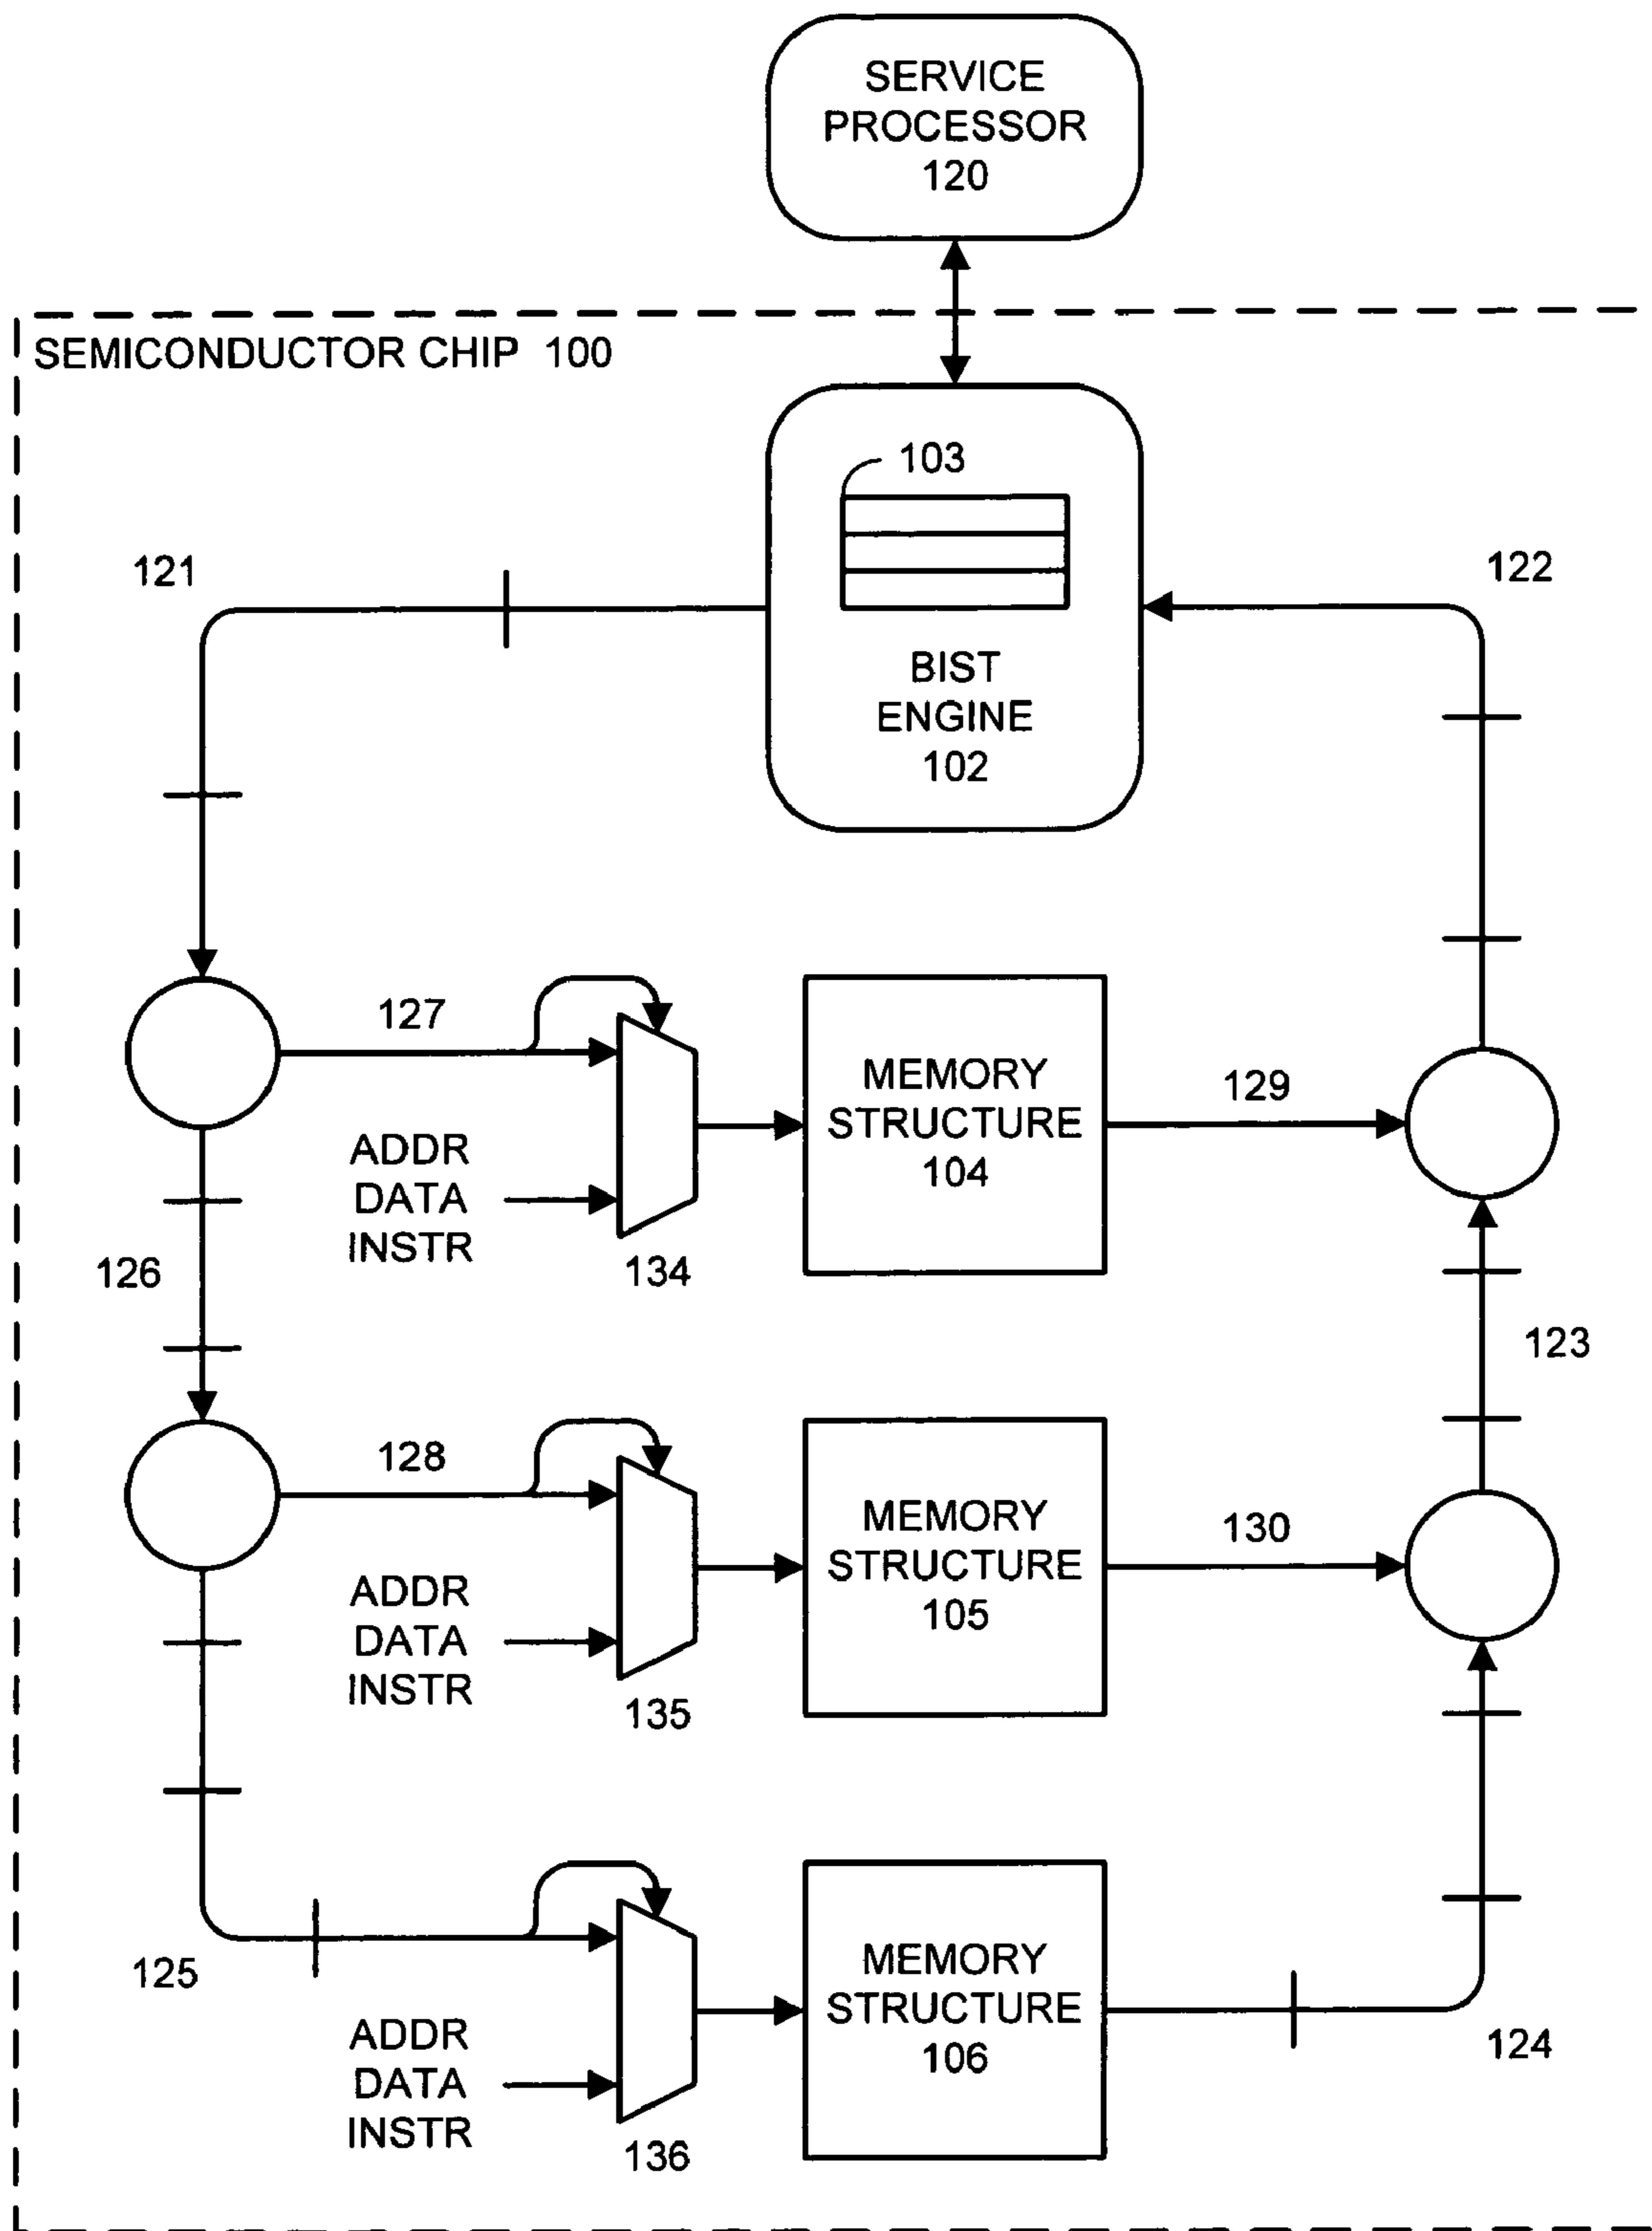 SERVICE
PROCESSOR
120
SEMICONDUCTOR CHIP 100
103
121
122
BIST
ENGINE
102
127
MEMORY
STRUCTURE
104
129
ADDR
DATA
INSTR
134
126
123
128
MEMORY
STRUCTURE
105
130
ADDR
DATA
INSTR
135
125
MEMORY
STRUCTURE
106
124
ADDR
DATA
INSTR
136